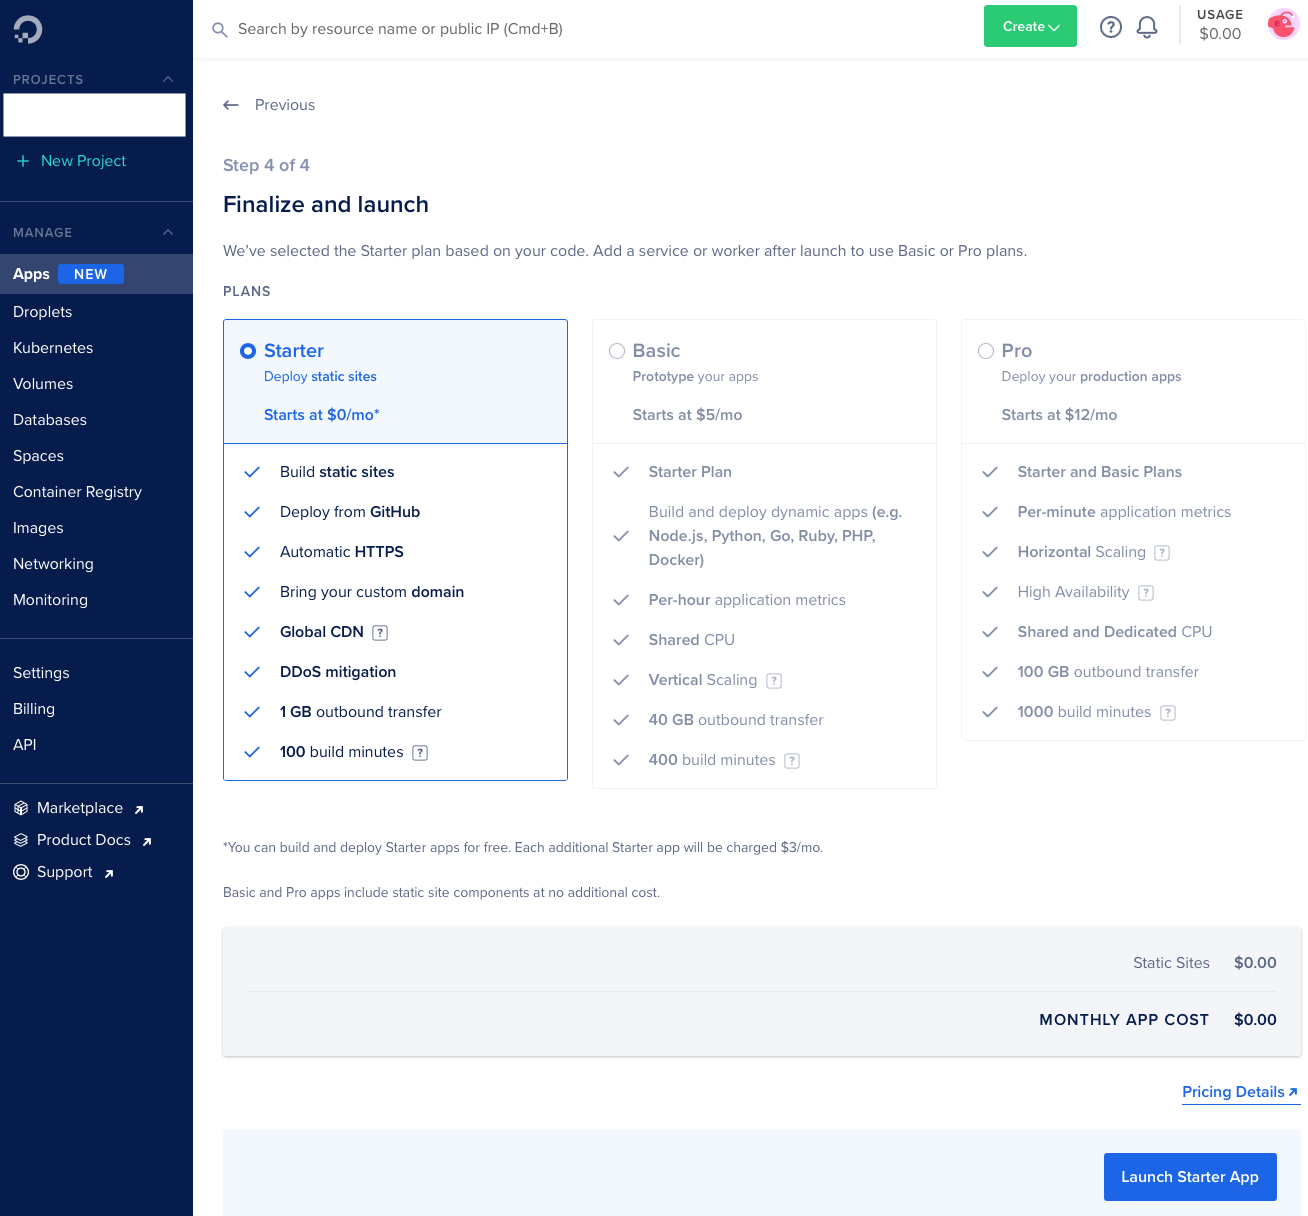 Search by resource name or public IP (Cmd+B)
Create
USAGE
$0.00
PROJECTS
New Project
MANAGE
Apps NEW
Droplets
Kubernetes
Volumes
Databases
Spaces
Container Registry
Images
Networking
Monitoring
Settings
Billing
API
Marketplace
Product Docs
Support
Previous
Step 4 of 4
Finalize and launch
We've selected the Starter plan based on your code. Add a service or worker after launch to use Basic or Pro plans.
PLANS
Starter
Deploy static sites
Starts at $0/mo*
Build static sites
Deploy from GitHub
Automatic HTTPS
Bring your custom domain
Global CDN ?
DDoS mitigation
1 GB outbound transfer
100 build minutes ?
Basic
Prototype your apps
Starts at $5/mo
Starter Plan
Build and deploy dynamic apps (e.g.
Node.js, Python, Go, Ruby, PHP,
Docker)
Per-hour application metrics
Shared CPU
Vertical Scaling ?
40 GB outbound transfer
400 build minutes ?
Pro
Deploy your production apps
Starts at $12/mo
Starter and Basic Plans
Per-minute application metrics
Horizontal Scaling ?
High Availability ?
Shared and Dedicated CPU
100 GB outbound transfer
1000 build minutes ?
*You can build and deploy Starter apps for free. Each additional Starter app will be charged $3/mo.
Basic and Pro apps include static site components at no additional cost.
Static Sites $0.00
MONTHLY APP COST $0.00
Pricing Details
Launch Starter App